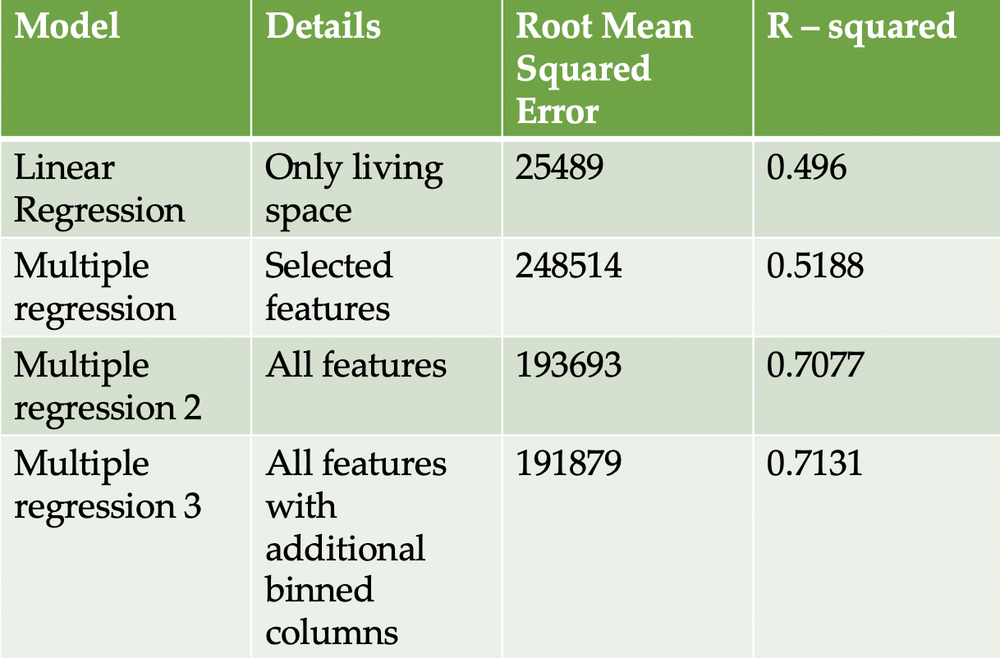 Model
Details
Root Mean
Squared
Error
R – squared
Linear
Regression
Only living
space
25489
0.496
Multiple
regression
Selected
features
248514
0.5188
Multiple
regression 2
All features
193693
0.7077
Multiple
regression 3
All features
with
additional
binned
columns
191879
0.7131